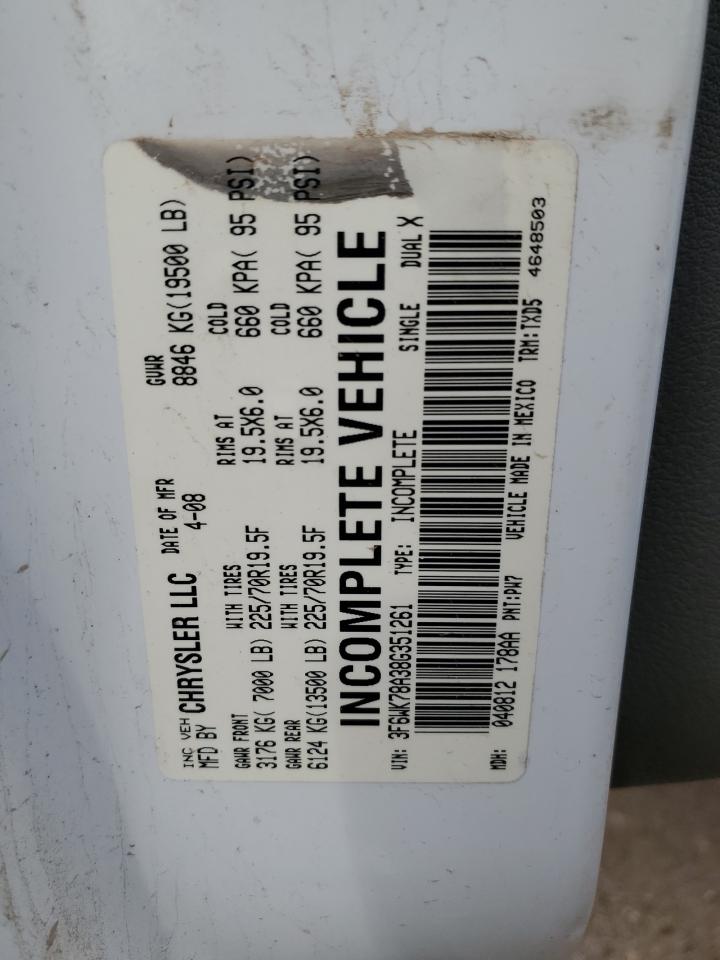 INC VEH MFD BY CHRYSLER LLC DATE OF MFR 4-08 GVWR 8846 KG(19500 LB)
GAWR FRONT WITH TIRES RIMS AT COLD
3176 KG( 7000 LB) 225/70R19.5F 19.5X6.0 660 KPA( 95 PSI)
GAWR REAR WITH TIRES RIMS AT COLD
6124 KG(13500 LB) 225/70R19.5F 19.5X6.0 660 KPA( 95 PSI)
INCOMPLETE VEHICLE
VIN: 3F6WK78A38G351261 TYPE: INCOMPLETE SINGLE DUAL X
MDH: 040812 178AA PNT:PW7 VEHICLE MADE IN MEXICO TRM:TXD5 4648503